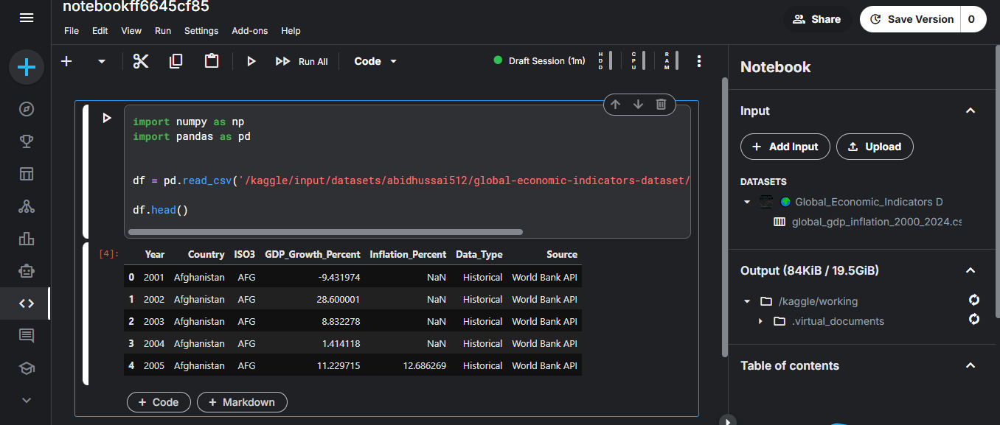 notebookff6645cf85
File Edit View Run Settings Add-ons Help
Share
Save Version 0
Run All
Code
Draft Session (1m)
HDD
CPU
RAM
import numpy as np
import pandas as pd
df = pd.read_csv('/kaggle/input/datasets/abidhussai512/global-economic-indicators-dataset/
df.head()
[4]:
Year Country ISO3 GDP_Growth_Percent Inflation_Percent Data_Type Source
0 2001 Afghanistan AFG -9.431974 NaN Historical World Bank API
1 2002 Afghanistan AFG 28.600001 NaN Historical World Bank API
2 2003 Afghanistan AFG 8.832278 NaN Historical World Bank API
3 2004 Afghanistan AFG 1.414118 NaN Historical World Bank API
4 2005 Afghanistan AFG 11.229715 12.686269 Historical World Bank API
+ Code + Markdown
Notebook
Input
+ Add Input Upload
DATASETS
Global_Economic_Indicators D
global_gdp_inflation_2000_2024.cs
Output (84KiB / 19.5GiB)
/kaggle/working
.virtual_documents
Table of contents